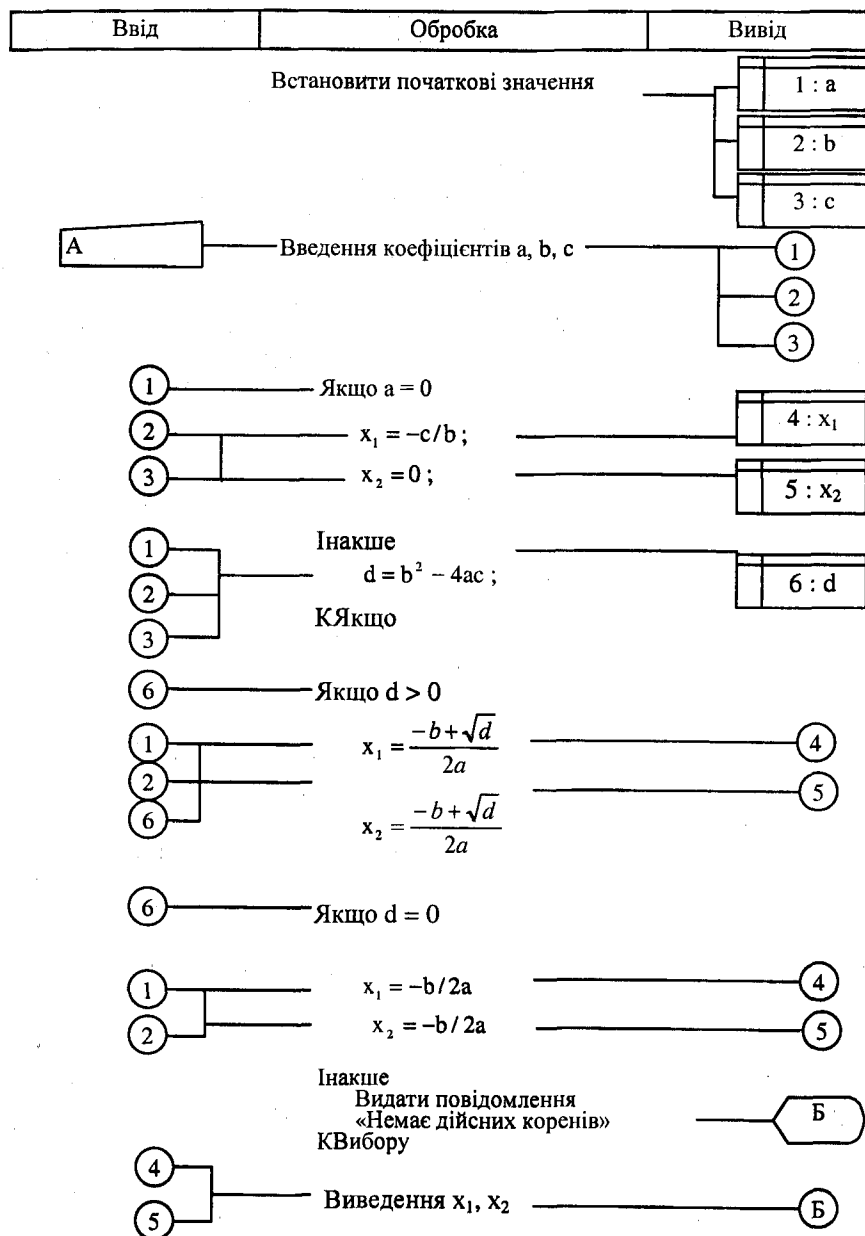 Ввід Обробка Вивід
Встановити початкові значення
1 : a
2 : b
3 : c
A Введення коефіцієнтів a, b, c 1
2
3
1 Якщо a = 0
2 x₁ = −c/b ; 4 : x₁
3 x₂ = 0 ; 5 : x₂
1 Інакше
2 d = b² − 4ac ; 6 : d
3 КЯкщо
6 Якщо d > 0
1 x₁ = (−b + √d)/2a 4
2 5
6
x₂ = (−b + √d)/2a
6 Якщо d = 0
1 x₁ = −b / 2a 4
2 x₂ = −b / 2a 5
Інакше
Видати повідомлення Б
«Немає дійсних коренів»
КВибору
4
5 Виведення x₁, x₂ Б